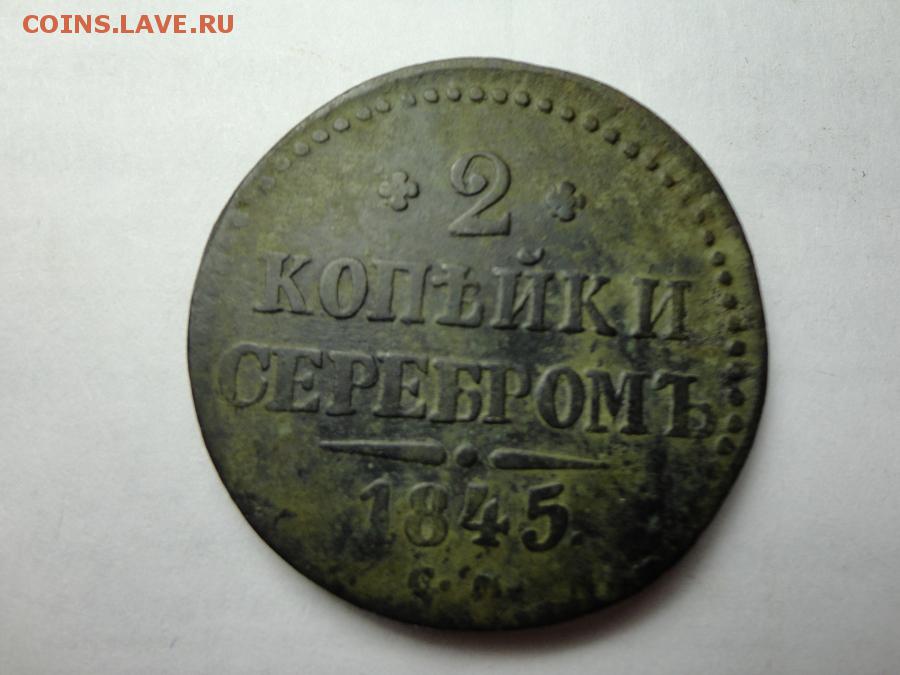 COINS.LAVE.RU
2
КОПѢЙКИ
СЕРЕБРОМЪ
1845.